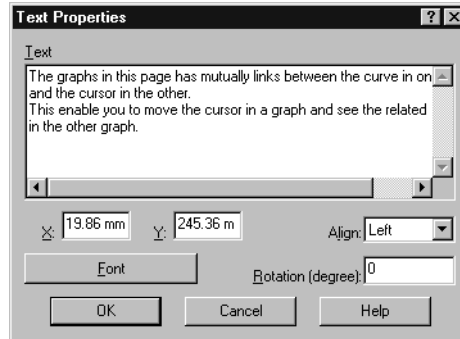 Text Properties
Text
The graphs in this page has mutually links between the curve in on
and the cursor in the other.
This enable you to move the cursor in a graph and see the related
in the other graph.
X: 19.86 mm Y: 245.36 m Align: Left
Font Rotation (degree): 0
OK Cancel Help